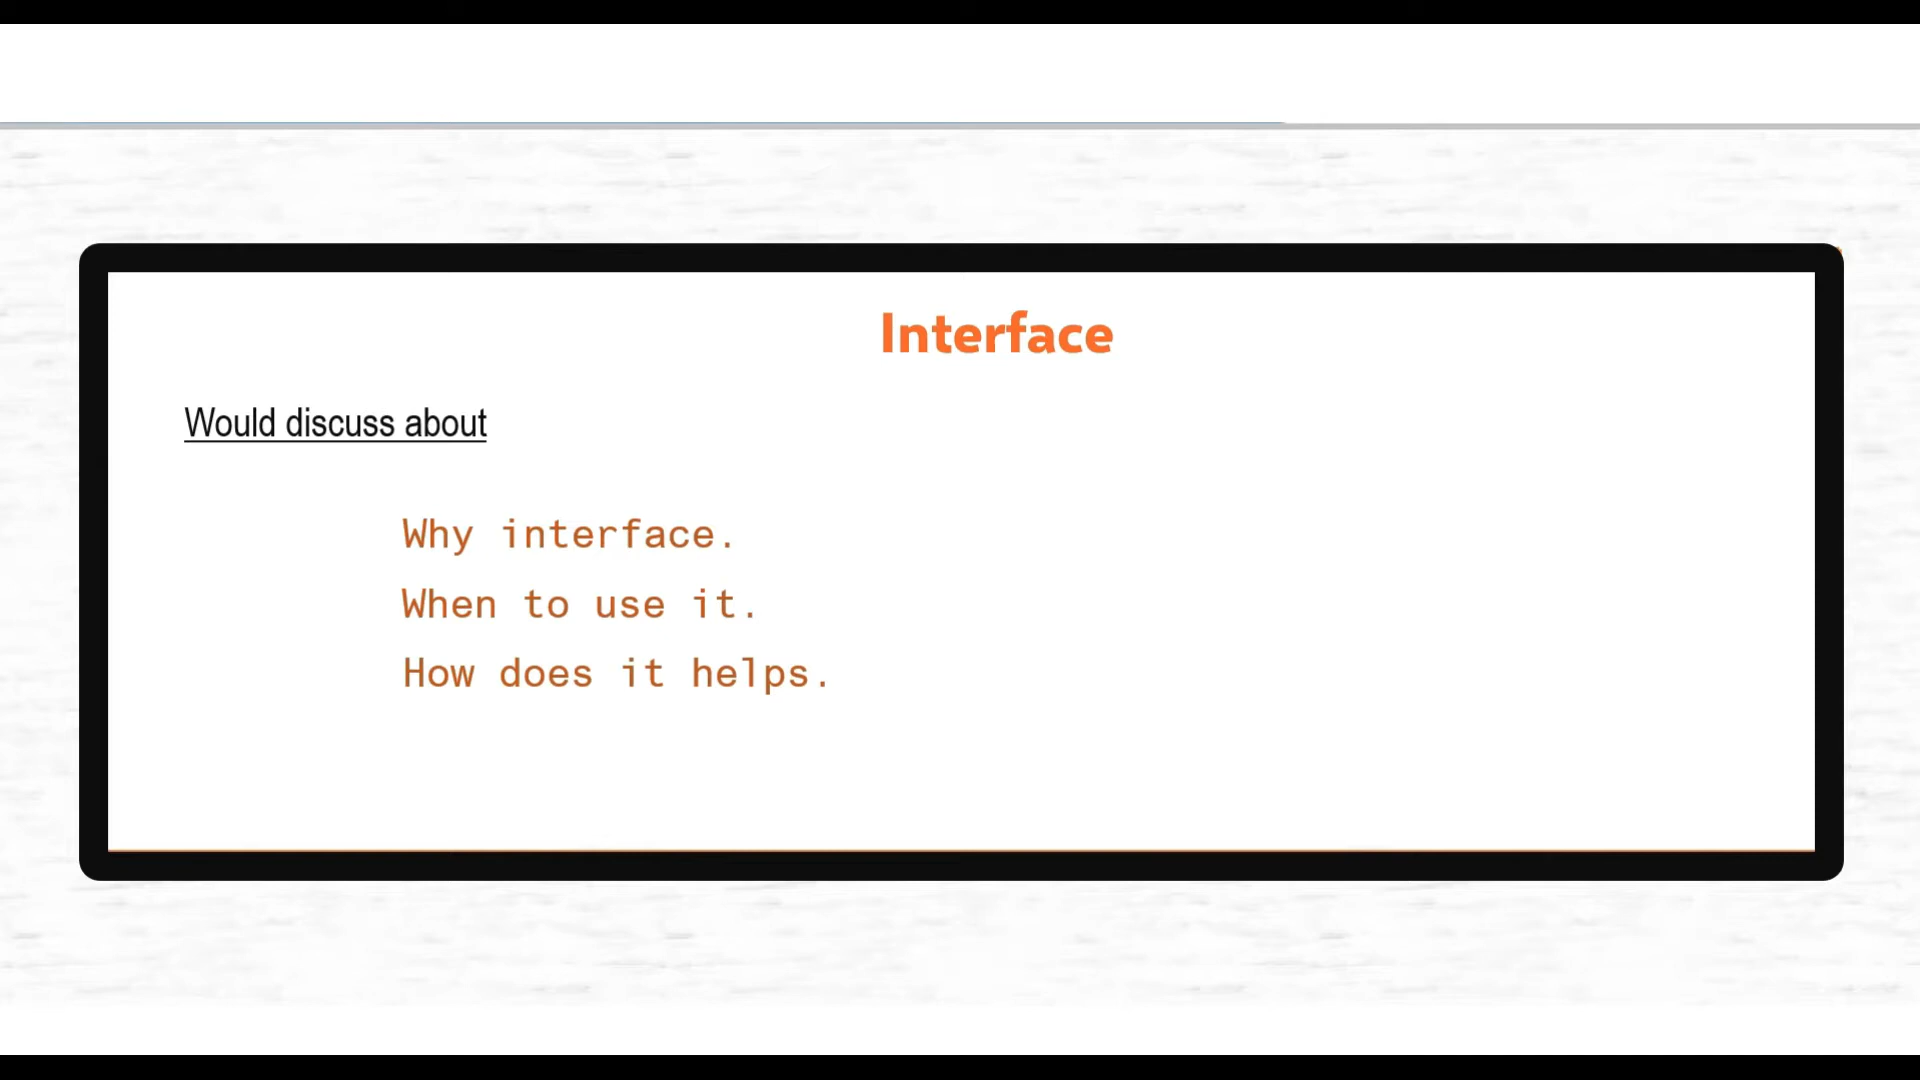 Interface
Would discuss about
Why interface.
When to use it.
How does it helps.